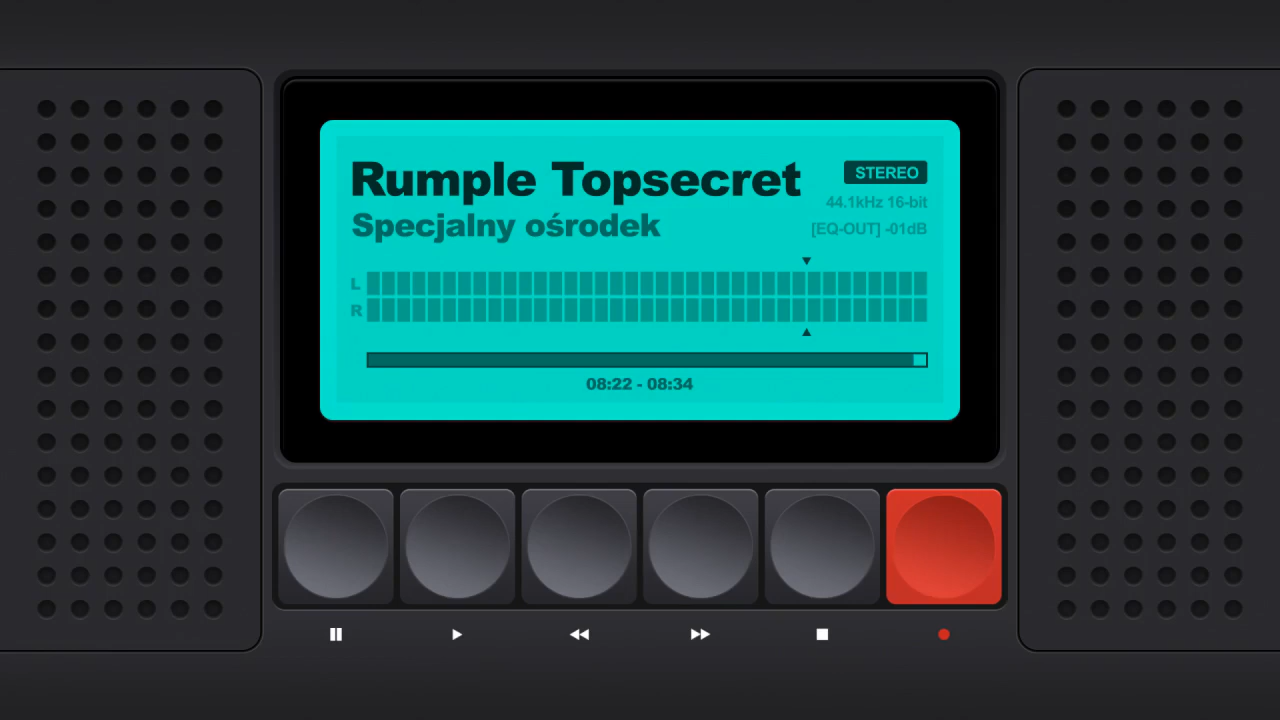 Rumple Topsecret
STEREO
Specjalny ośrodek
44.1kHz 16-bit
[EQ-OUT] -01dB
L
R
08:22 - 08:34